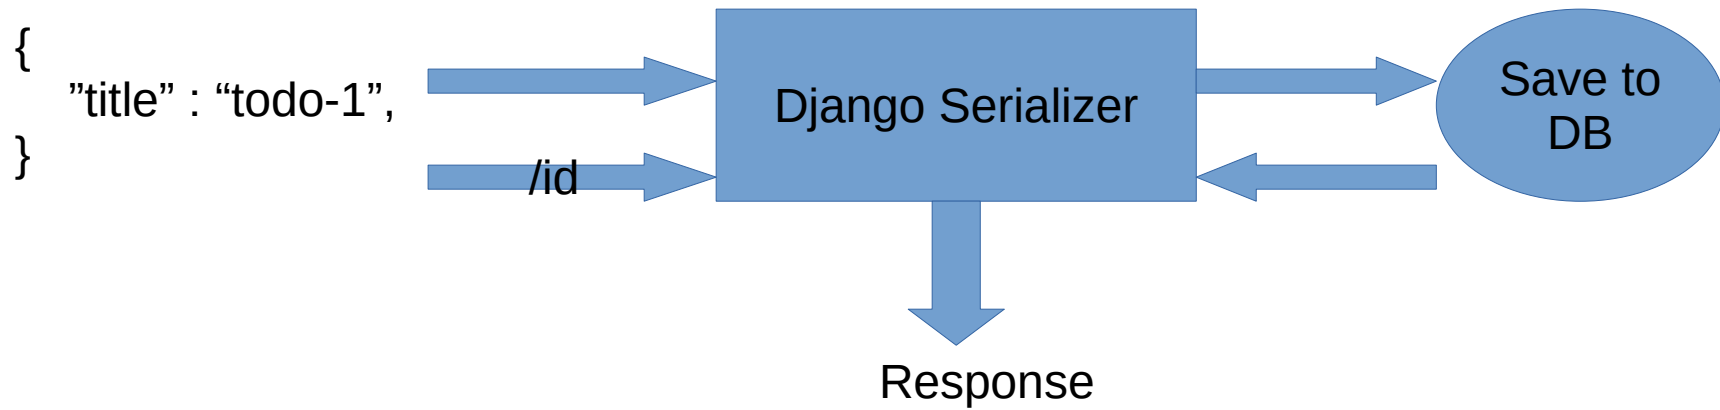 {
”title” : “todo-1”,
}
/id
Django Serializer
Save to
DB
Response